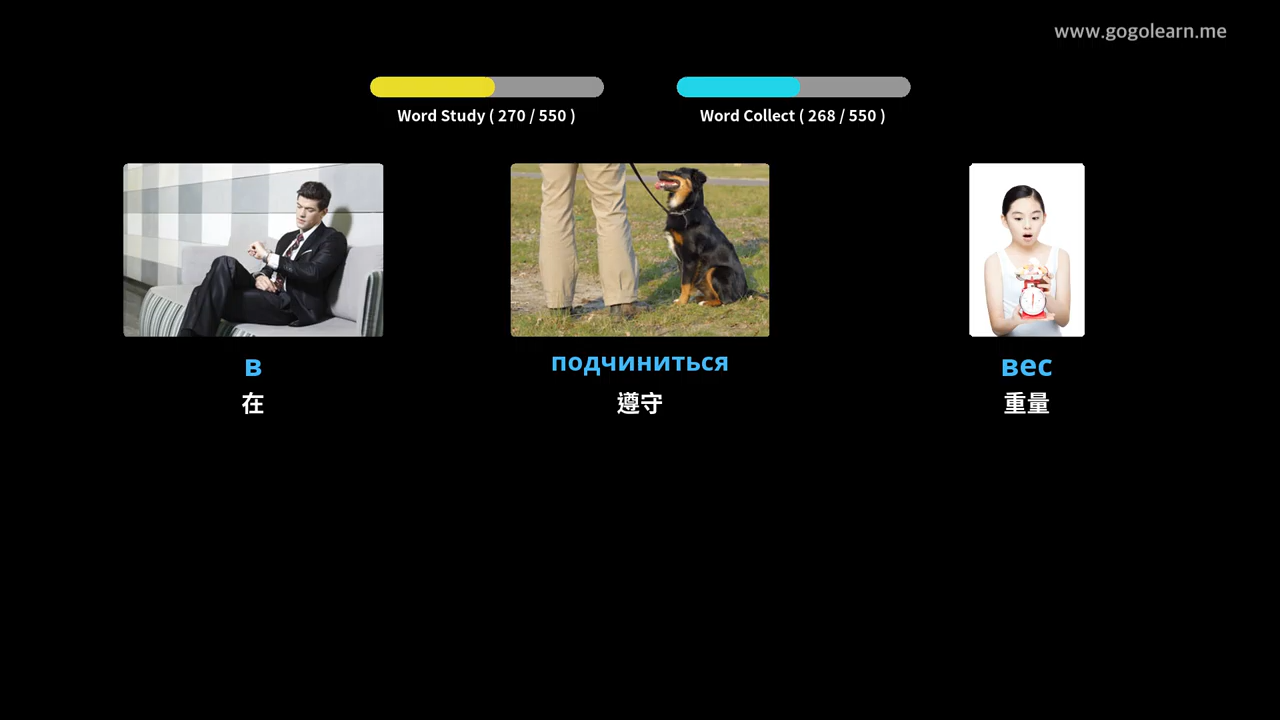 www.gogolearn.me
Word Study ( 270 / 550 )
Word Collect ( 268 / 550 )
в
подчиниться
вес
在
遵守
重量